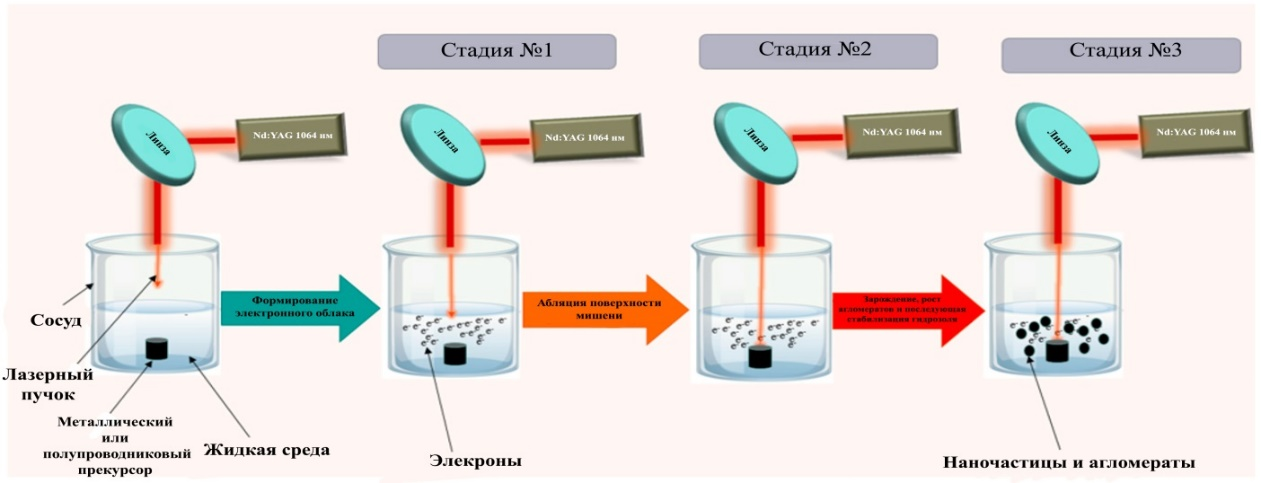 Стадия №1
Стадия №2
Стадия №3
Линза
Nd:YAG 1064 нм
Линза
Nd:YAG 1064 нм
Линза
Nd:YAG 1064 нм
Линза
Nd:YAG 1064 нм
Формирование
электронного облака
Абляция поверхности
мишени
Зарождение, рост
агломератов и последующая
стабилизация гидрозоля
Сосуд
Лазерный
пучок
Металлический
или
полупроводниковый
прекурсор
Жидкая среда
Элекроны
Наночастицы и агломераты